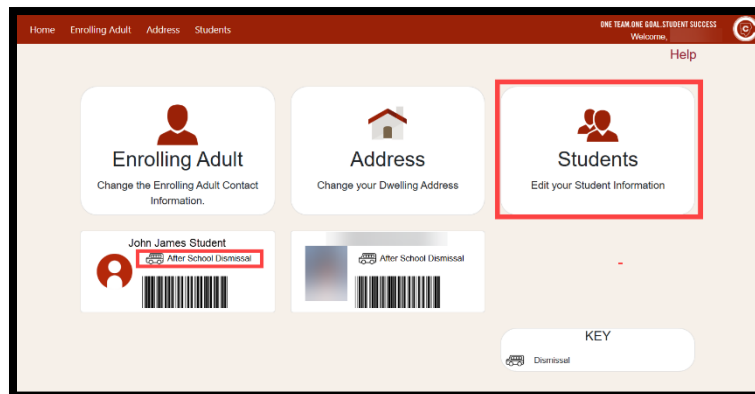 Home Enrolling Adult Address Students
ONE TEAM.ONE GOAL.STUDENT SUCCESS
Welcome,
C
Help
Enrolling Adult
Change the Enrolling Adult Contact
Information.
Address
Change your Dwelling Address
Students
Edit your Student Information
John James Student
After School Dismissal
After School Dismissal
-
KEY
Dismissal